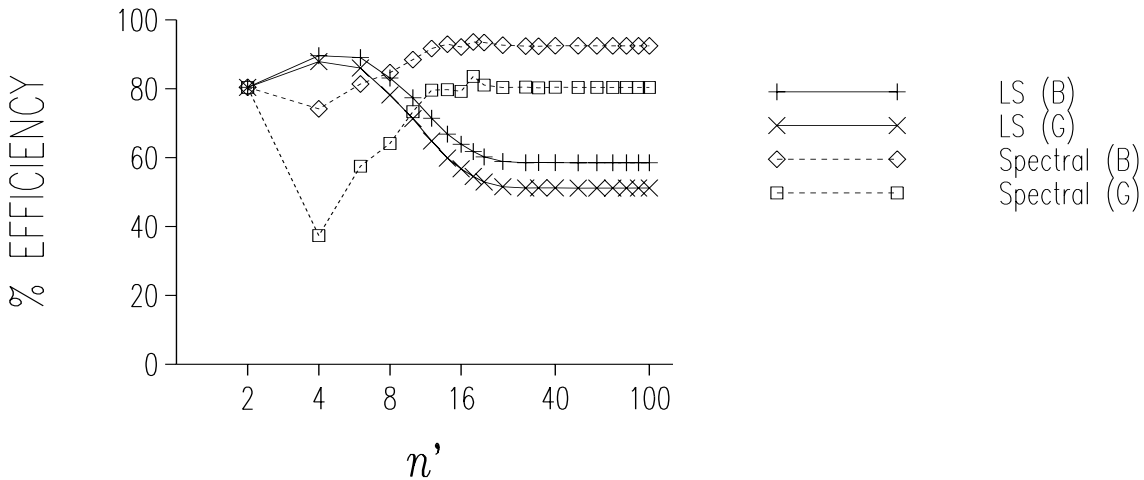 100
80
60
40
20
0
% EFFICIENCY
2 4 8 16 40 100
n'
LS (B)
LS (G)
Spectral (B)
Spectral (G)